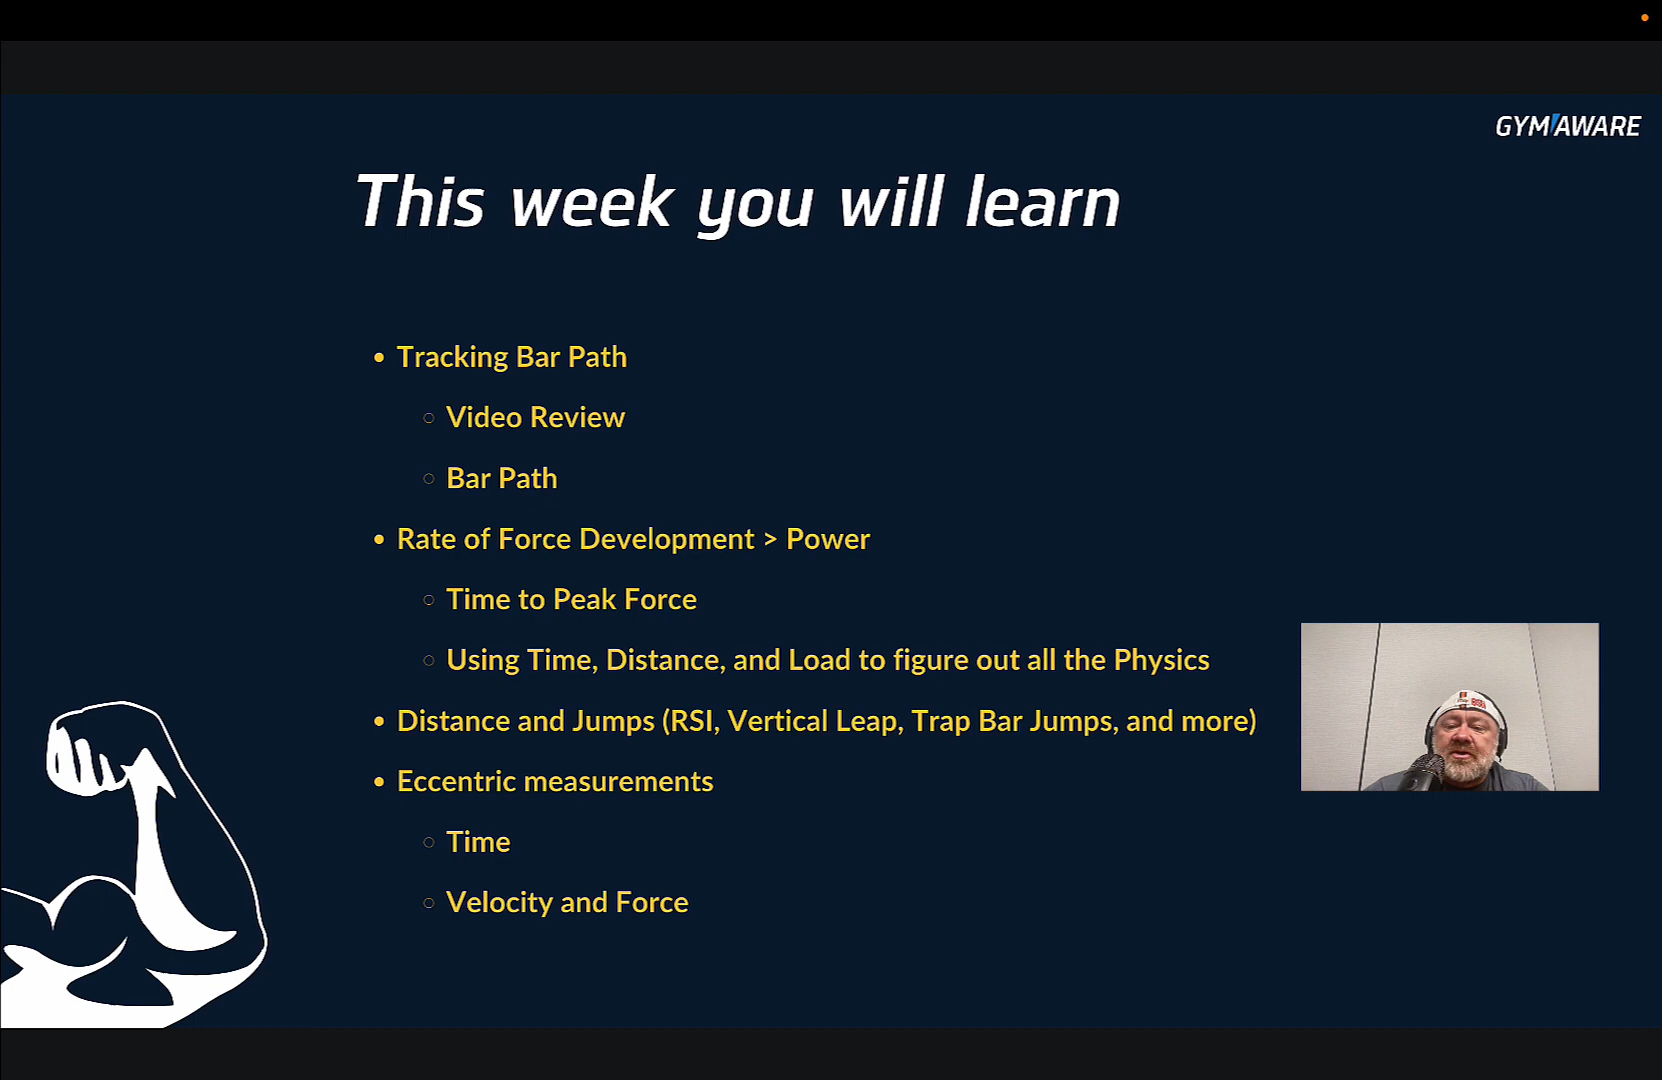 GYMAWARE
This week you will learn
Tracking Bar Path
Video Review
Bar Path
Rate of Force Development > Power
Time to Peak Force
Using Time, Distance, and Load to figure out all the Physics
Distance and Jumps (RSI, Vertical Leap, Trap Bar Jumps, and more)
Eccentric measurements
Time
Velocity and Force